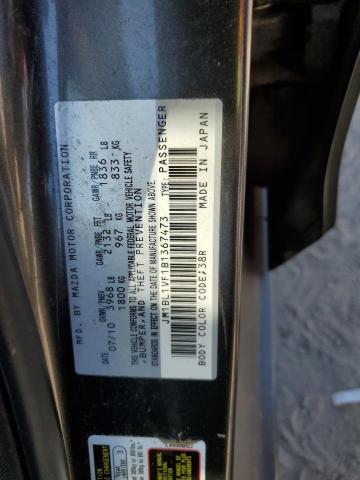 MFD. BY MAZDA MOTOR CORPORATION
DATE GVWR/PNBV GAWR/PNBE FRT GAWR/PNBE RR
07/10 3968 LB 2132 LB 1836 LB
1800 KG 967 KG 833 KG
THIS VEHICLE CONFORMS TO ALL APPLICABLE FEDERAL MOTOR VEHICLE SAFETY
,BUMPER,AND THEFT PREVENTION
STANDARDS IN EFFECT ON THE DATE OF MANUFACTURE SHOWN ABOVE.
JM1BL1VF1B1367473 TYPE: PASSENGER
BODY COLOR CODE;38R MADE IN JAPAN